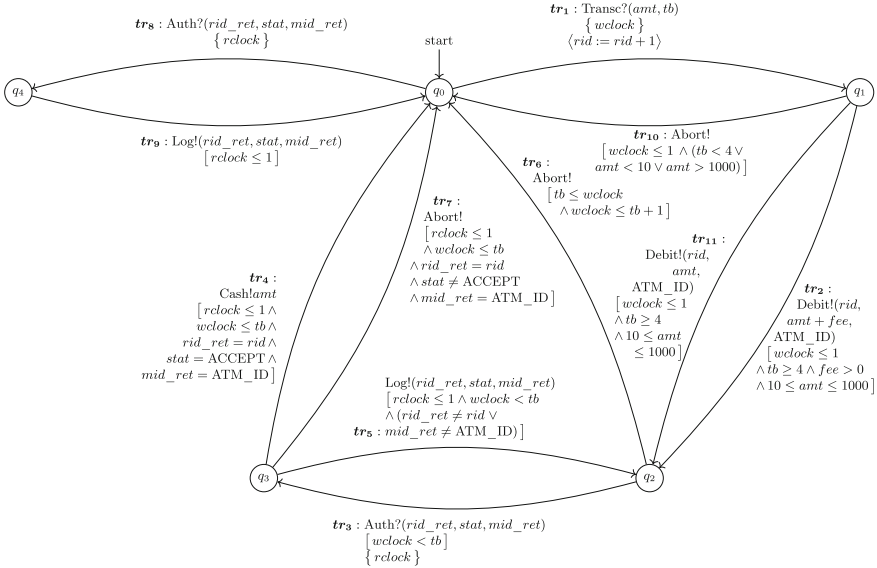 tr₈ : Auth?(rid_ret, stat, mid_ret)
{ rclock }
start
tr₁ : Transc?(amt, tb)
{ wclock }
⟨rid := rid + 1⟩
q₄
q₀
q₁
tr₉ : Log!(rid_ret, stat, mid_ret)
[ rclock ≤ 1 ]
tr₁₀ : Abort!
[ wclock ≤ 1 ∧ (tb < 4 ∨
amt < 10 ∨ amt > 1000) ]
tr₆ :
Abort!
[ tb ≤ wclock
∧ wclock ≤ tb + 1 ]
tr₇ :
Abort!
[ rclock ≤ 1
∧ wclock ≤ tb
∧ rid_ret = rid
∧ stat ≠ ACCEPT
∧ mid_ret = ATM_ID ]
tr₁₁ :
Debit!(rid,
amt,
ATM_ID)
[ wclock ≤ 1
∧ tb ≥ 4
∧ 10 ≤ amt
≤ 1000 ]
tr₄ :
Cash!amt
[ rclock ≤ 1 ∧
wclock ≤ tb ∧
rid_ret = rid ∧
stat = ACCEPT ∧
mid_ret = ATM_ID ]
tr₂ :
Debit!(rid,
amt + fee,
ATM_ID)
[ wclock ≤ 1
∧ tb ≥ 4 ∧ fee > 0
∧ 10 ≤ amt ≤ 1000 ]
Log!(rid_ret, stat, mid_ret)
[ rclock ≤ 1 ∧ wclock < tb
∧ (rid_ret ≠ rid ∨
tr₅ : mid_ret ≠ ATM_ID) ]
q₃
q₂
tr₃ : Auth?(rid_ret, stat, mid_ret)
[ wclock < tb ]
{ rclock }